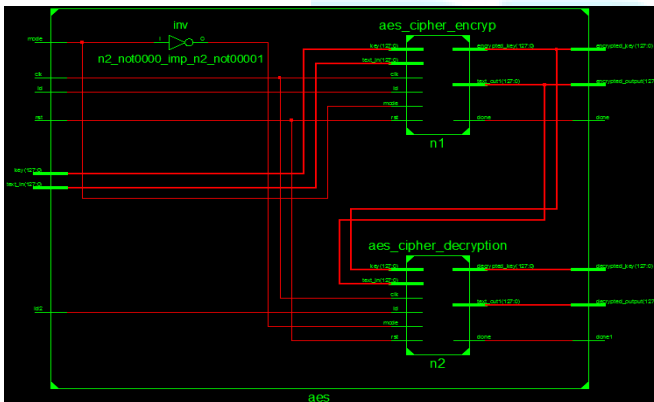 inv
aes_cipher_encryp
mode
I
O
n2_not0000_imp_n2_not00001
key(127:0)
text_in(127:0)
clk
ld
mode
rst
encrypted_key(127:0)
text_out1(127:0)
done
encrypted_key(127:0)
encrypted_output(127:0
done
n1
clk
ld
rst
key(127:0)
text_in(127:0)
aes_cipher_decryption
key(127:0)
text_in(127:0)
clk
ld
mode
rst
decrypted_key(127:0)
text_out1(127:0)
done
decrypted_key(127:0)
decrypted_output(127
done1
ld2
n2
aes